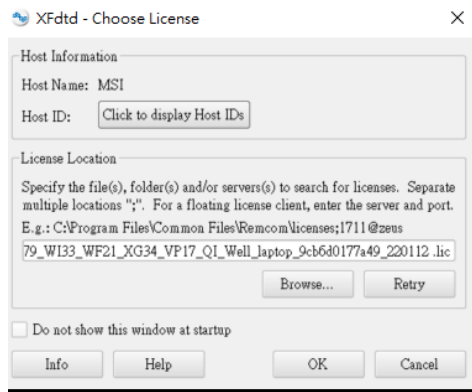 XFdtd - Choose License
Host Information
Host Name: MSI
Host ID: Click to display Host IDs
License Location
Specify the file(s), folder(s) and/or servers(s) to search for licenses. Separate
multiple locations ";". For a floating license client, enter the server and port.
E.g.: C:\Program Files\Common Files\Remcom\licenses;1711@zeus
79_WI33_WF21_XG34_VP17_QI_Well_laptop_9cb6d0177a49_220112 .lic
Browse... Retry
Do not show this window at startup
Info Help OK Cancel